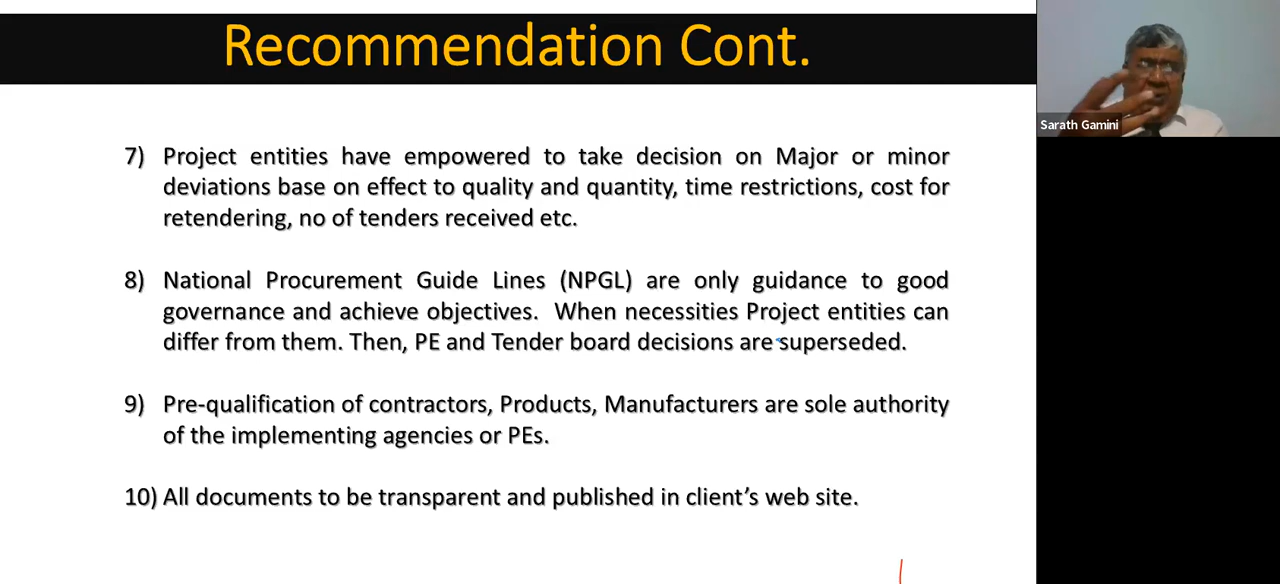 Recommendation Cont.
Sarath Gamini
7) Project entities have empowered to take decision on Major or minor
deviations base on effect to quality and quantity, time restrictions, cost for
retendering, no of tenders received etc.
8) National Procurement Guide Lines (NPGL) are only guidance to good
governance and achieve objectives. When necessities Project entities can
differ from them. Then, PE and Tender board decisions are superseded.
9) Pre-qualification of contractors, Products, Manufacturers are sole authority
of the implementing agencies or PEs.
10) All documents to be transparent and published in client’s web site.